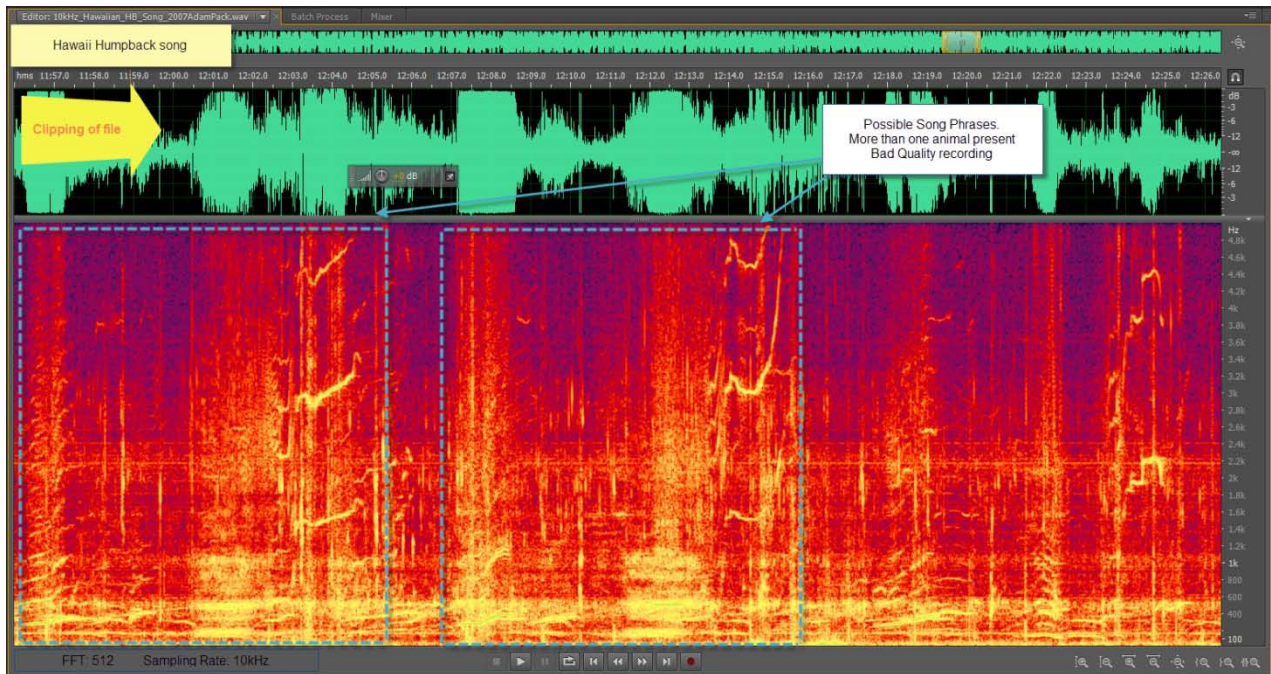 Editor: 10kHz_Hawaiian_HB_Song_2007AdamPack.wav
Batch Process
Mixer
Hawaii Humpback song
hms 11:57.0 11:58.0 11:59.0 12:00.0 12:01.0 12:02.0 12:03.0 12:04.0 12:05.0 12:06.0 12:07.0 12:08.0 12:09.0 12:10.0 12:11.0 12:12.0 12:13.0 12:14.0 12:15.0 12:16.0 12:17.0 12:18.0 12:19.0 12:20.0 12:21.0 12:22.0 12:23.0 12:24.0 12:25.0 12:26.0
Clipping of file
Possible Song Phrases.
More than one animal present
Bad Quality recording
dB
-3
-6
-12
-∞
-12
-6
-3
+0 dB
Hz
4.8k
4.6k
4.4k
4.2k
4k
3.8k
3.6k
3.4k
3.2k
3k
2.8k
2.6k
2.4k
2.2k
2k
1.8k
1.6k
1.4k
1.2k
1k
800
600
400
100
FFT: 512 Sampling Rate: 10kHz